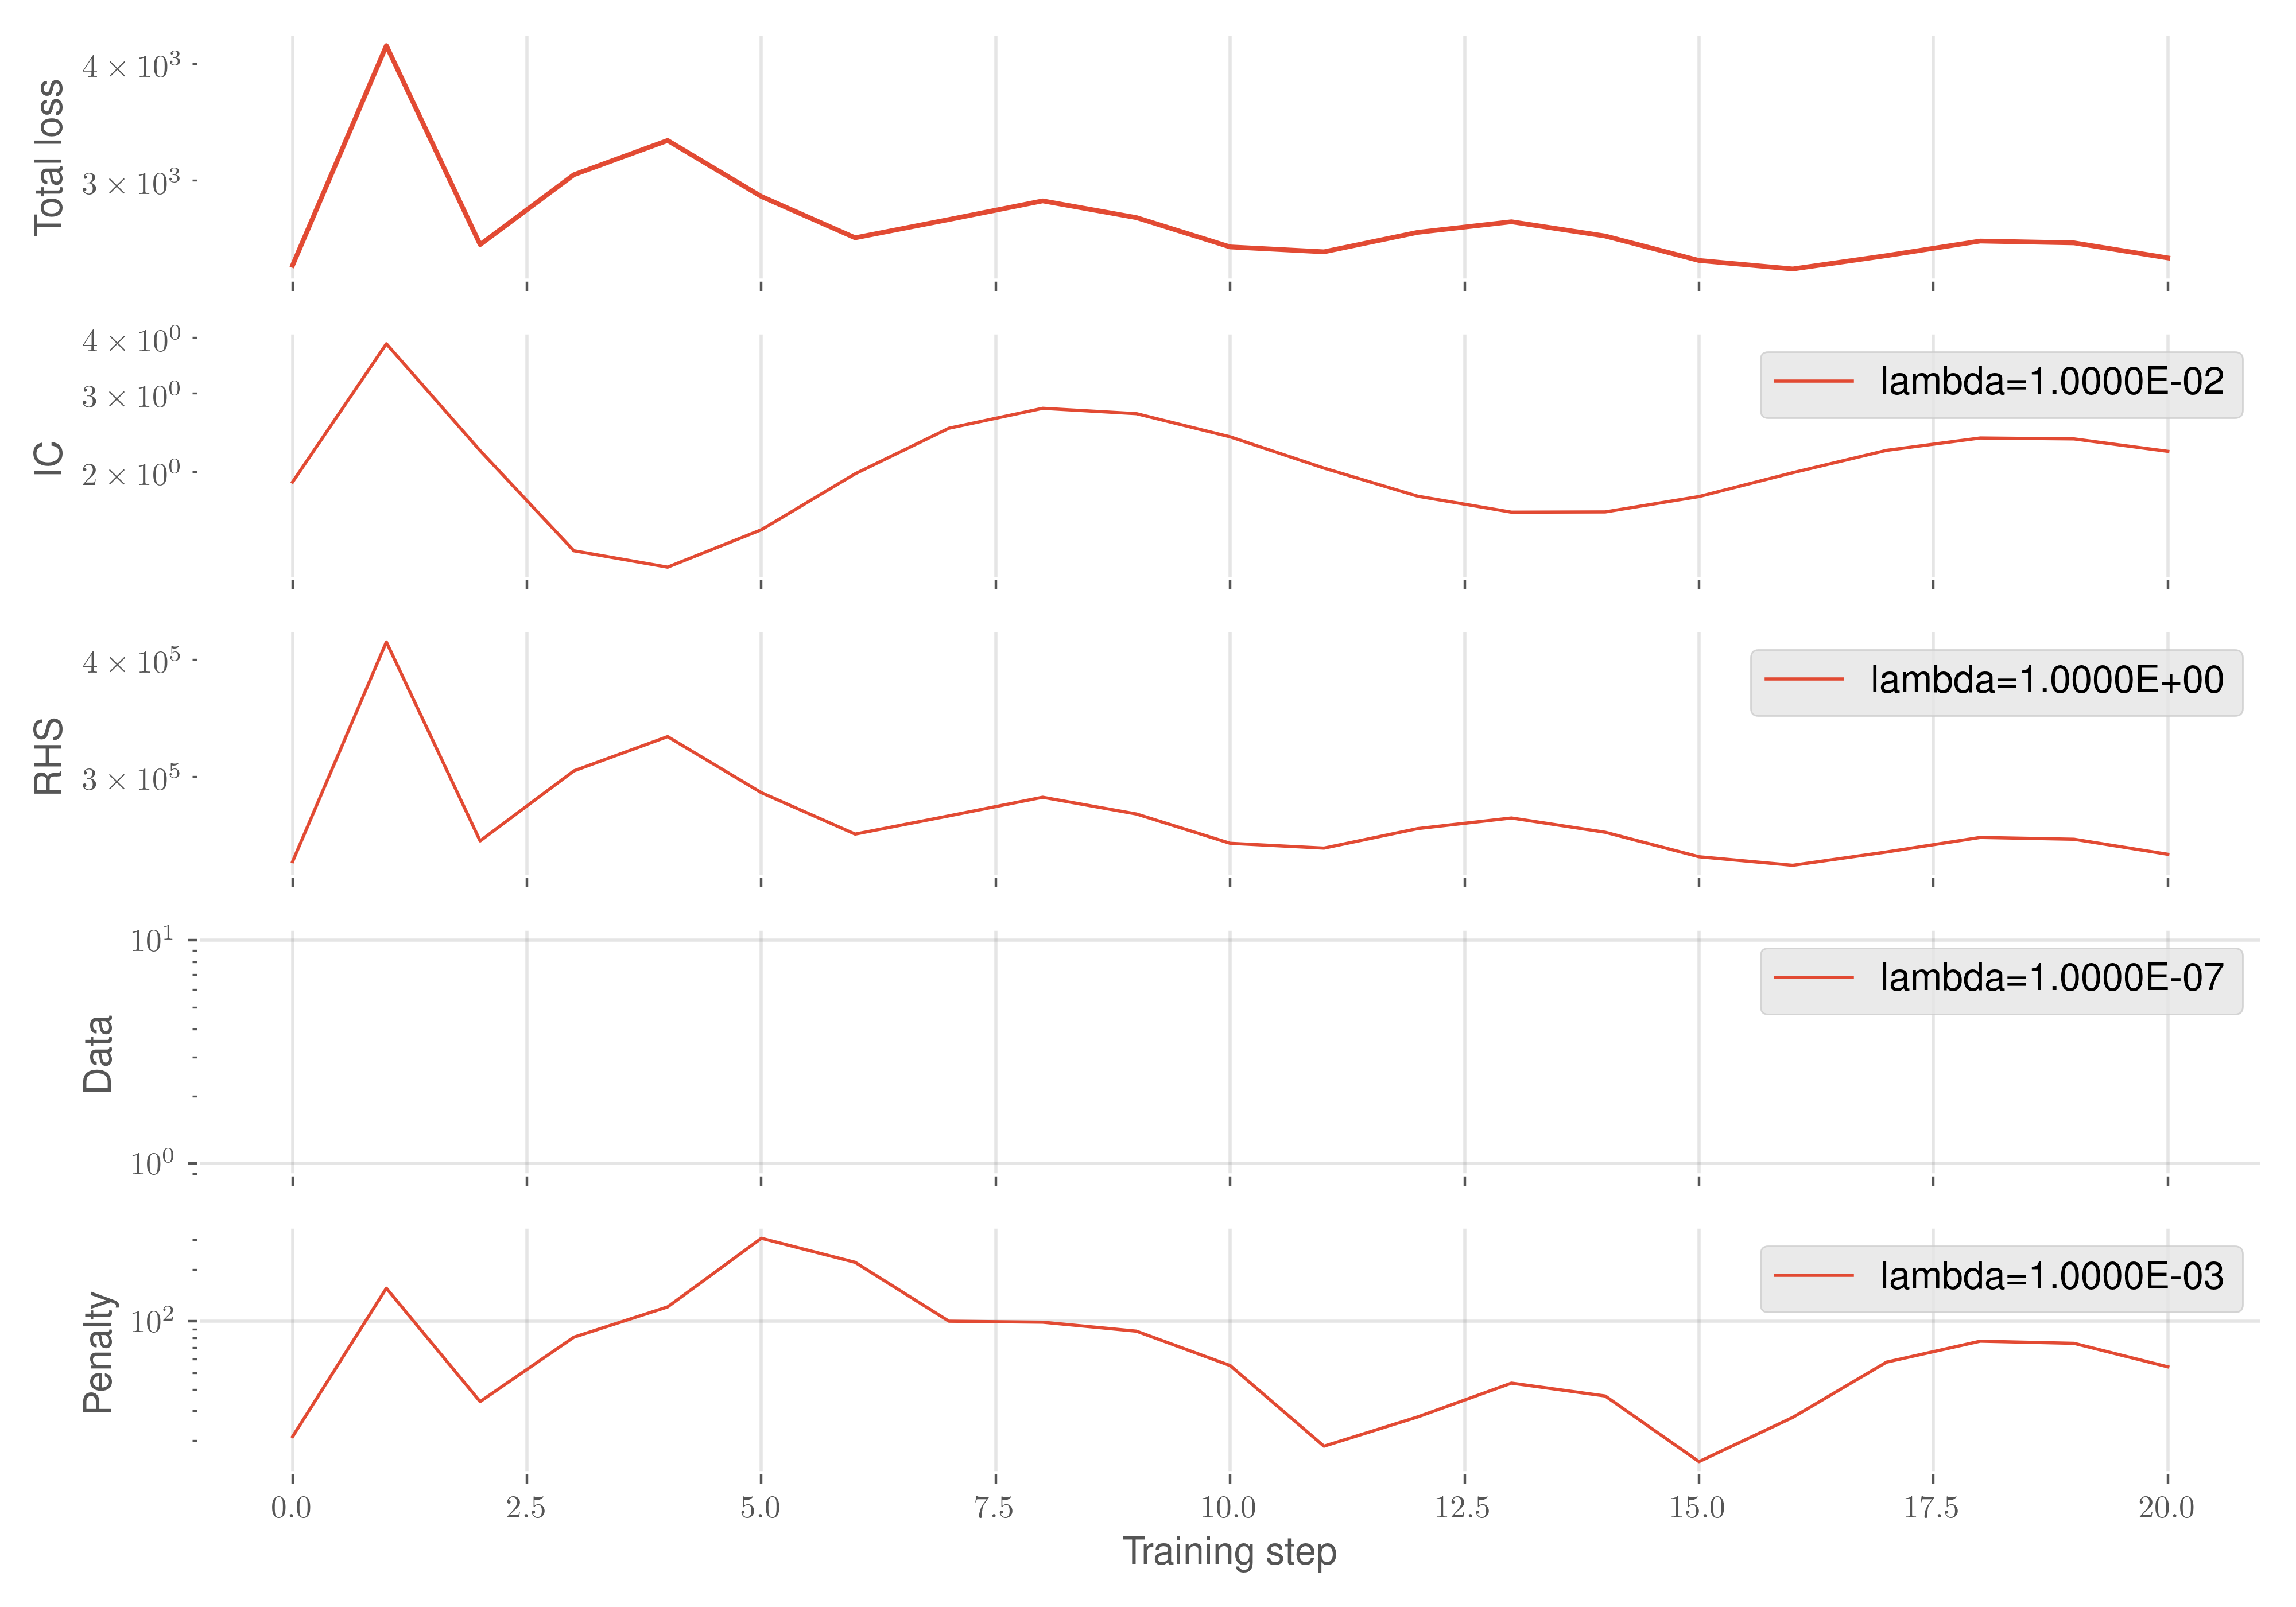 Total loss
4 × 10³
3 × 10³
IC
4 × 10⁰
3 × 10⁰
2 × 10⁰
lambda=1.0000E-02
RHS
4 × 10⁵
3 × 10⁵
lambda=1.0000E+00
Data
10¹
10⁰
lambda=1.0000E-07
Penalty
10²
lambda=1.0000E-03
0.0 2.5 5.0 7.5 10.0 12.5 15.0 17.5 20.0
Training step